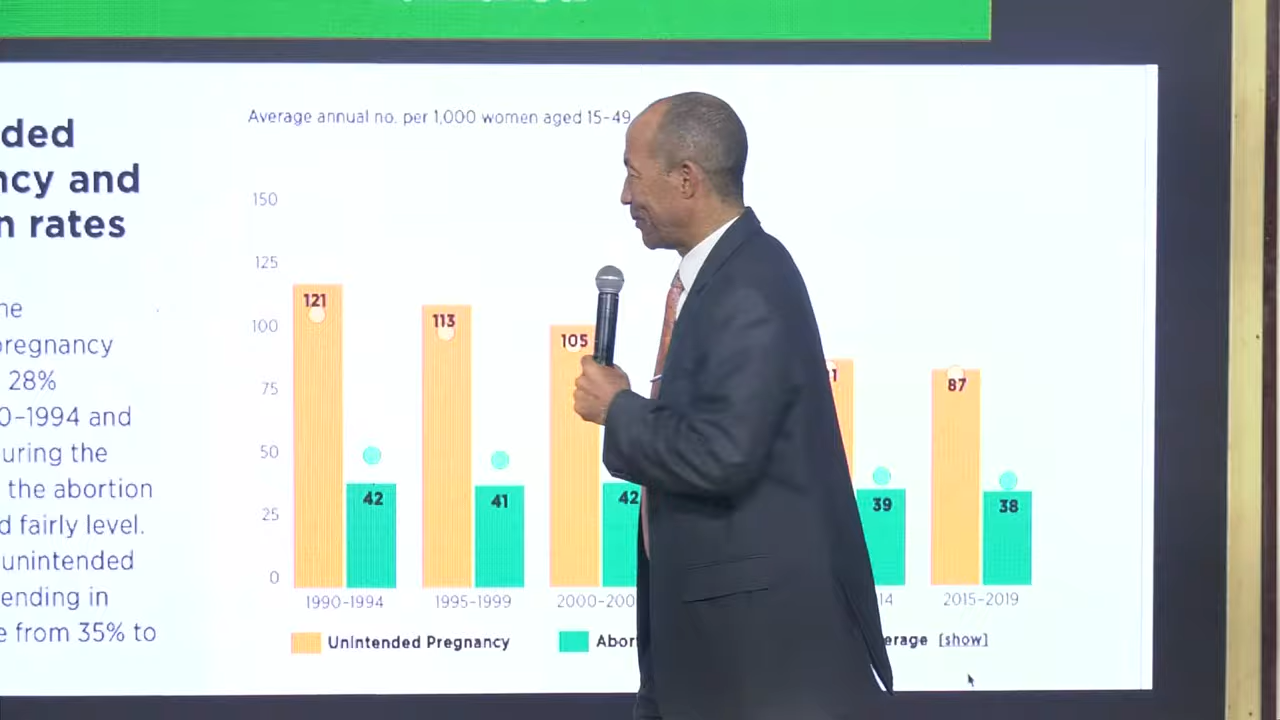 ded
ncy and
n rates
ne
pregnancy
28%
0–1994 and
uring the
the abortion
d fairly level.
unintended
ending in
e from 35% to
Average annual no. per 1,000 women aged 15–49
150
125
100
75
50
25
0
121
113
105
1
87
42
41
42
39
38
1990–1994
1995–1999
2000–200
14
2015–2019
Unintended Pregnancy
Abor
erage [show]